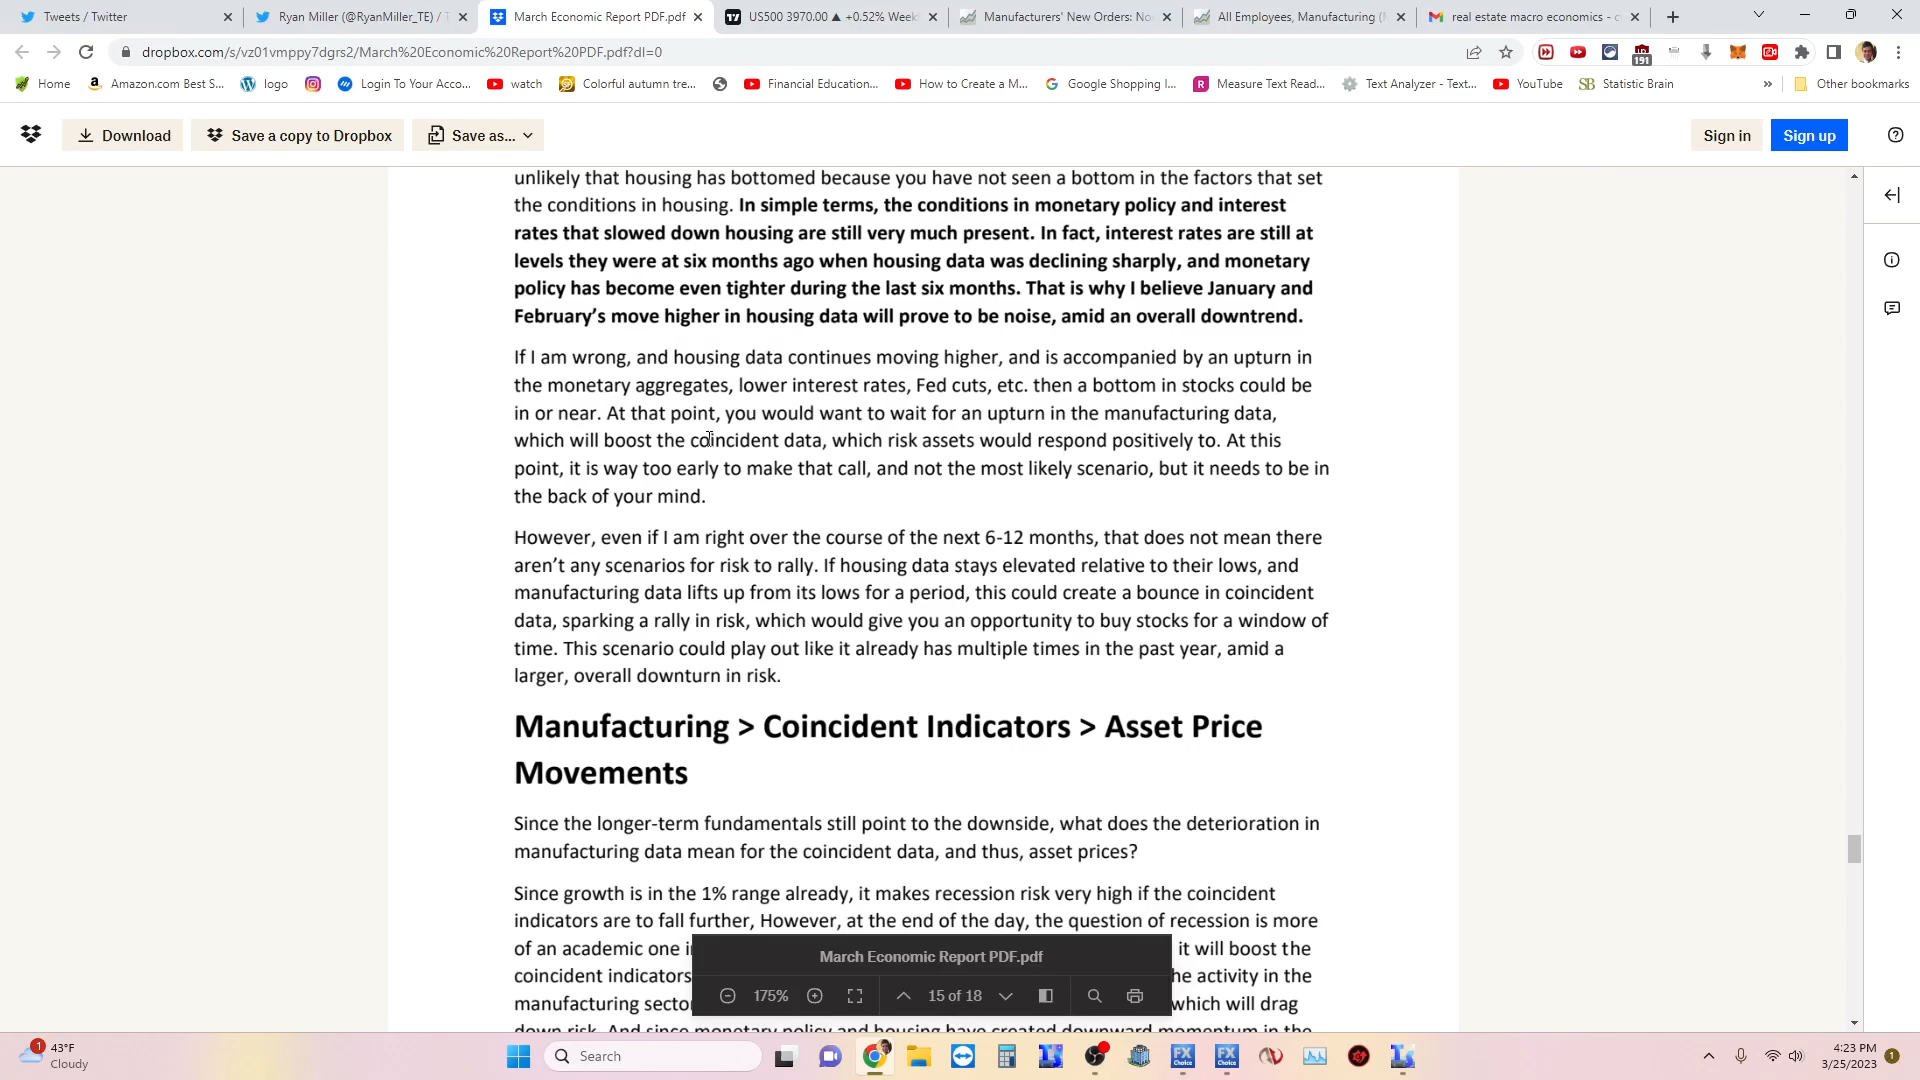 Tweets / Twitter
Ryan Miller (@RyanMiller_TE) /
March Economic Report PDF.pdf
US500 3970.00 ▲ +0.52% Week
Manufacturers' New Orders: No
All Employees, Manufacturing (
real estate macro economics - c
dropbox.com/s/vz01vmppy7dgrs2/March%20Economic%20Report%20PDF.pdf?dl=0
191
Home
Amazon.com Best S...
logo
Login To Your Acco...
watch
Colorful autumn tre...
Financial Education...
How to Create a M...
Google Shopping I...
Measure Text Read...
Text Analyzer - Text...
YouTube
Statistic Brain
»
Other bookmarks
Download
Save a copy to Dropbox
Save as...
Sign in
Sign up
unlikely that housing has bottomed because you have not seen a bottom in the factors that set
the conditions in housing. In simple terms, the conditions in monetary policy and interest
rates that slowed down housing are still very much present. In fact, interest rates are still at
levels they were at six months ago when housing data was declining sharply, and monetary
policy has become even tighter during the last six months. That is why I believe January and
February's move higher in housing data will prove to be noise, amid an overall downtrend.
If I am wrong, and housing data continues moving higher, and is accompanied by an upturn in
the monetary aggregates, lower interest rates, Fed cuts, etc. then a bottom in stocks could be
in or near. At that point, you would want to wait for an upturn in the manufacturing data,
which will boost the coincident data, which risk assets would respond positively to. At this
point, it is way too early to make that call, and not the most likely scenario, but it needs to be in
the back of your mind.
However, even if I am right over the course of the next 6-12 months, that does not mean there
aren't any scenarios for risk to rally. If housing data stays elevated relative to their lows, and
manufacturing data lifts up from its lows for a period, this could create a bounce in coincident
data, sparking a rally in risk, which would give you an opportunity to buy stocks for a window of
time. This scenario could play out like it already has multiple times in the past year, amid a
larger, overall downturn in risk.
Manufacturing > Coincident Indicators > Asset Price
Movements
Since the longer-term fundamentals still point to the downside, what does the deterioration in
manufacturing data mean for the coincident data, and thus, asset prices?
Since growth is in the 1% range already, it makes recession risk very high if the coincident
indicators are to fall further, However, at the end of the day, the question of recession is more
of an academic one i
it will boost the
coincident indicators
he activity in the
manufacturing secto
which will drag
down risk. And since monetary policy and housing have created downward momentum in the
March Economic Report PDF.pdf
175%
15 of 18
1
43°F
Cloudy
Search
FX
Choice
FX
Choice
4:23 PM
3/25/2023
1